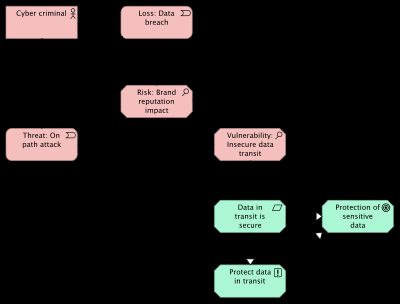 Cyber criminal
Loss: Data
breach
Risk: Brand
reputation
impact
Threat: On
path attack
Vulnerability:
Insecure data
transit
Data in
transit is
secure
Protection of
sensitive
data
Protect data
in transit